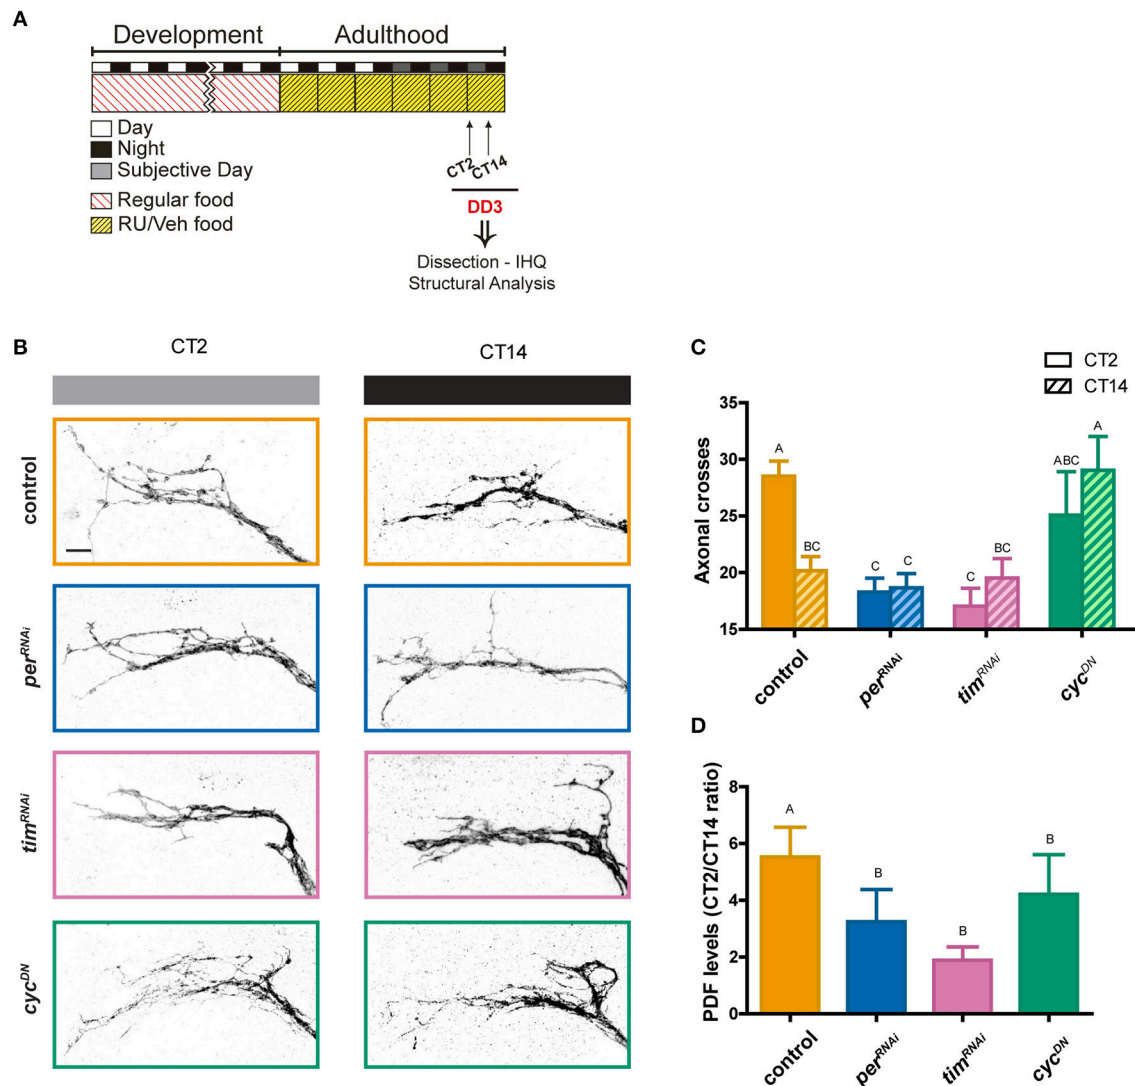 A
Development
Adulthood
Day
Night
Subjective Day
Regular food
RU/Veh food
CT2
CT14
DD3
Dissection - IHQ
Structural Analysis
B
CT2
CT14
control
perRNAi
timRNAi
cycDN
C
CT2
CT14
Axonal crosses
35
30
25
20
15
A
BC
C
C
C
BC
ABC
A
control
perRNAi
timRNAi
cycDN
D
PDF levels (CT2/CT14 ratio)
8
6
4
2
0
A
B
B
B
control
perRNAi
timRNAi
cycDN